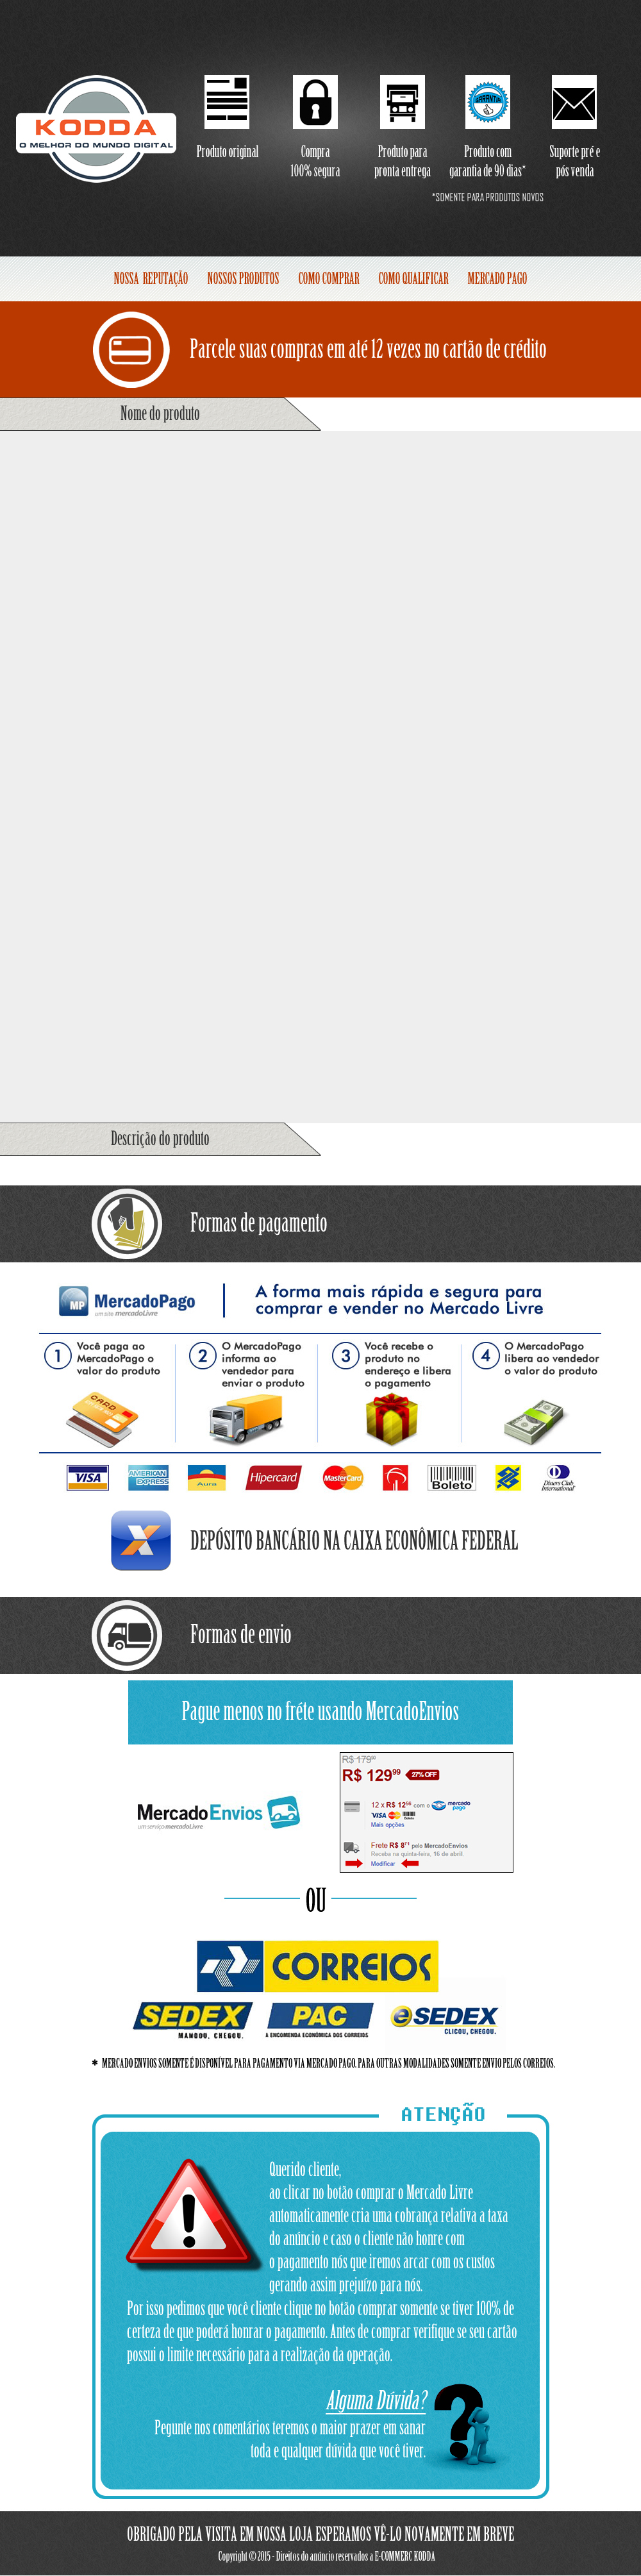 KODDA
O MELHOR DO MUNDO DIGITAL
Produto original
Compra
100% segura
Produto para
pronta entrega
GARANTIA
Produto com
garantia de 90 dias*
Suporte pré e
pós venda
*SOMENTE PARA PRODUTOS NOVOS
NOSSA REPUTAÇÃO NOSSOS PRODUTOS COMO COMPRAR COMO QUALIFICAR MERCADO PAGO
Parcele suas compras em até 12 vezes no cartão de crédito
Nome do produto
Descrição do produto
Formas de pagamento
MP MercadoPago
um site mercadoLivre
A forma mais rápida e segura para
comprar e vender no Mercado Livre
1
Você paga ao
MercadoPago o
valor do produto
CARD
2
O MercadoPago
informa ao
vendedor para
enviar o produto
3
Você recebe o
produto no
endereço e libera
o pagamento
4
O MercadoPago
libera ao vendedor
o valor do produto
VISA
AMERICAN
EXPRESS
Aura
Hipercard
MasterCard
Boleto
Diners Club
International
DEPÓSITO BANCÁRIO NA CAIXA ECONÔMICA FEDERAL
Formas de envio
Pague menos no fréte usando MercadoEnvios
MercadoEnvios
um serviço mercadoLivre
R$ 179
R$ 129 99 27% OFF
12 x R$ 12 com o mercado pago
VISA
Mais opções
Frete R$ 8 71 pelo MercadoEnvios
Receba na quinta-feira, 16 de abril.
Modificar
OU
CORREIOS
SEDEX
MANDOU, CHEGOU.
PAC
A ENCOMENDA ECONÔMICA DOS CORREIOS
eSEDEX
CLICOU, CHEGOU.
* MERCADO ENVIOS SOMENTE É DISPONÍVEL PARA PAGAMENTO VIA MERCADO PAGO. PARA OUTRAS MODALIDADES SOMENTE ENVIO PELOS CORREIOS.
ATENÇÃO
Querido cliente,
ao clicar no botão comprar o Mercado Livre
automaticamente cria uma cobrança relativa a taxa
do anúncio e caso o cliente não honre com
o pagamento nós que iremos arcar com os custos
gerando assim prejuízo para nós.
Por isso pedimos que você cliente clique no botão comprar somente se tiver 100% de
certeza de que poderá honrar o pagamento. Antes de comprar verifique se seu cartão
possui o limite necessário para a realização da operação.
Alguma Dúvida?
Pegunte nos comentários teremos o maior prazer em sanar
toda e qualquer dúvida que você tiver.
OBRIGADO PELA VISITA EM NOSSA LOJA ESPERAMOS VÊ-LO NOVAMENTE EM BREVE
Copyright © 2015 - Direitos do anúncio reservados a E-COMMERC KODDA